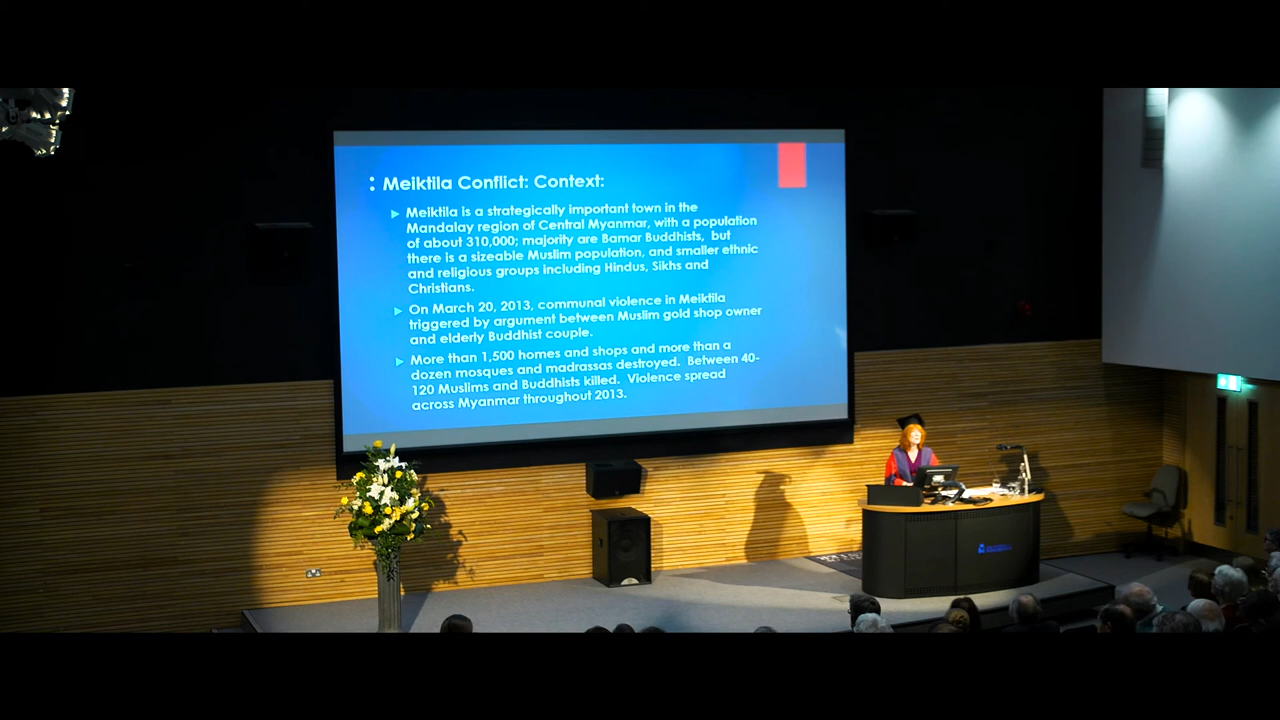 : Meiktila Conflict: Context:
Meiktila is a strategically important town in the
Mandalay region of Central Myanmar, with a population
of about 310,000; majority are Bamar Buddhists, but
there is a sizeable Muslim population, and smaller ethnic
and religious groups including Hindus, Sikhs and
Christians.
On March 20, 2013, communal violence in Meiktila
triggered by argument between Muslim gold shop owner
and elderly Buddhist couple.
More than 1,500 homes and shops and more than a
dozen mosques and madrassas destroyed. Between 40-
120 Muslims and Buddhists killed. Violence spread
across Myanmar throughout 2013.